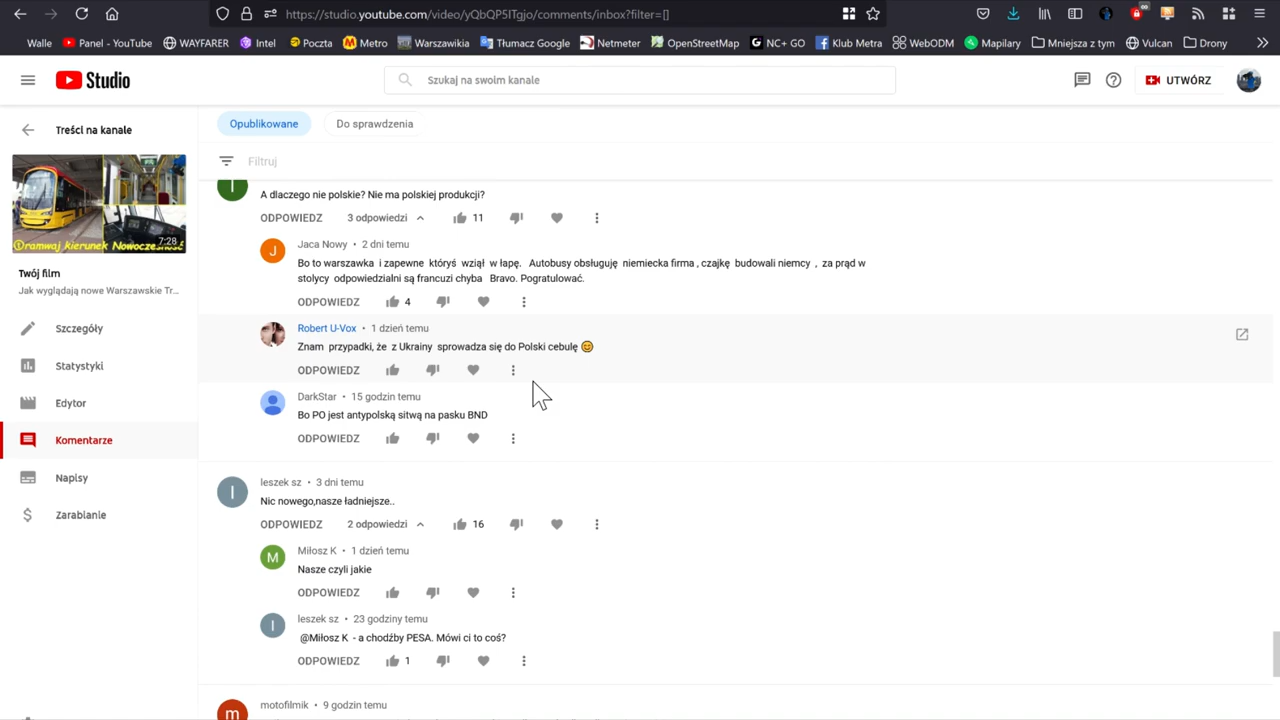 https://studio.youtube.com/video/yQbQP5ITgjo/comments/inbox?filter=[]
Walle Panel - YouTube WAYFARER Intel Poczta Metro Warszawikia Tłumacz Google Netmeter OpenStreetMap NC+ GO Klub Metra WebODM Mapilary Mniejsza z tym Vulcan Drony
Studio
Szukaj na swoim kanale
UTWÓRZ
Treści na kanale
Opublikowane Do sprawdzenia
Filtruj
7:28
Twój film
Jak wyglądają nowe Warszawskie Tr...
Szczegóły
Statystyki
Edytor
Komentarze
Napisy
Zarabianie
A dlaczego nie polskie? Nie ma polskiej produkcji?
ODPOWIEDZ 3 odpowiedzi 11
J
Jaca Nowy • 2 dni temu
Bo to warszawka i zapewne któryś wziął w łapę. Autobusy obsługuję niemiecka firma , czajkę budowali niemcy , za prąd w
stolycy odpowiedzialni są francuzi chyba Bravo. Pogratulować.
ODPOWIEDZ 4
Robert U-Vox • 1 dzień temu
Znam przypadki, że z Ukrainy sprowadza się do Polski cebulę 😊
ODPOWIEDZ
DarkStar • 15 godzin temu
Bo PO jest antypolską sitwą na pasku BND
ODPOWIEDZ
l
leszek sz • 3 dni temu
Nic nowego,nasze ładniejsze..
ODPOWIEDZ 2 odpowiedzi 16
M
Miłosz K • 1 dzień temu
Nasze czyli jakie
ODPOWIEDZ
l
leszek sz • 23 godziny temu
@Miłosz K - a chodźby PESA. Mówi ci to coś?
ODPOWIEDZ 1
m
motofilmik • 9 godzin temu